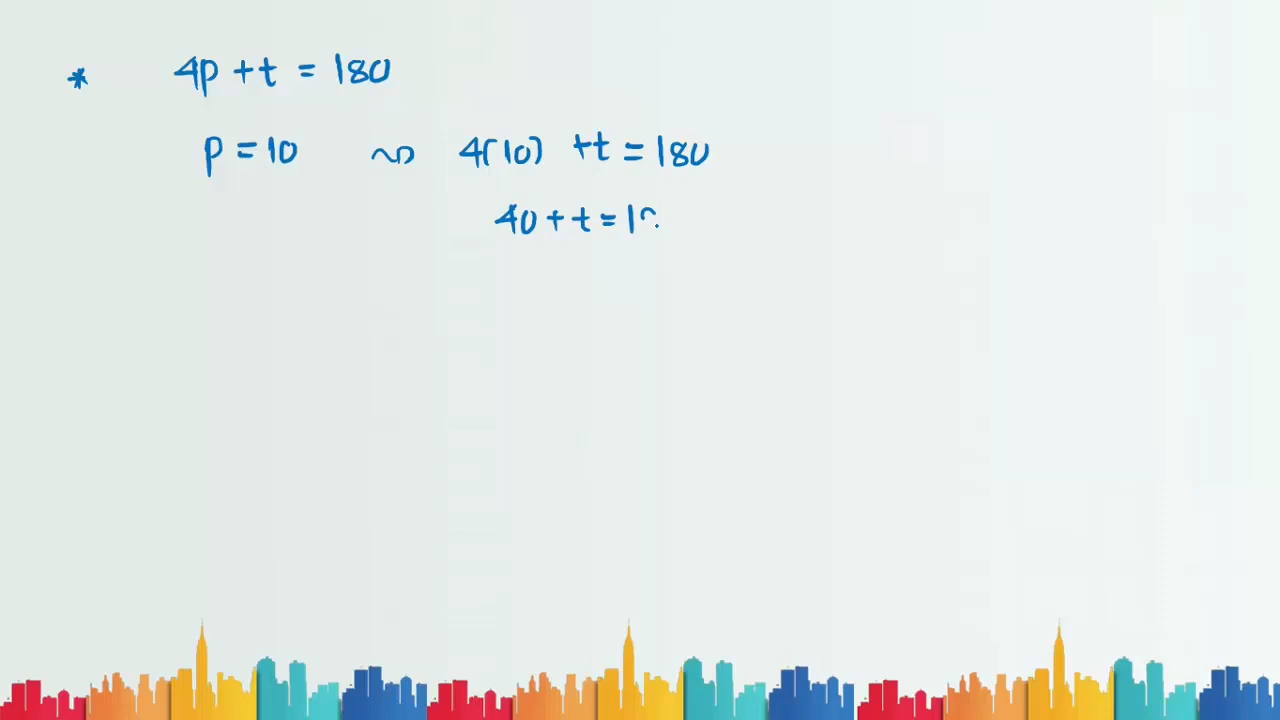 * 4p + t = 180
p = 10 ~> 4(10) + t = 180
40 + t = 1